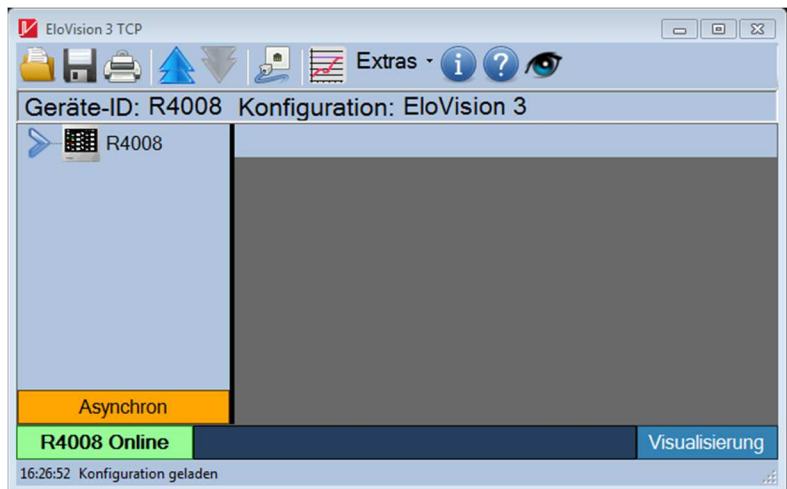 EloVision 3 TCP
Extras
Geräte-ID: R4008 Konfiguration: EloVision 3
R4008
Asynchron
R4008 Online
Visualisierung
16:26:52 Konfiguration geladen